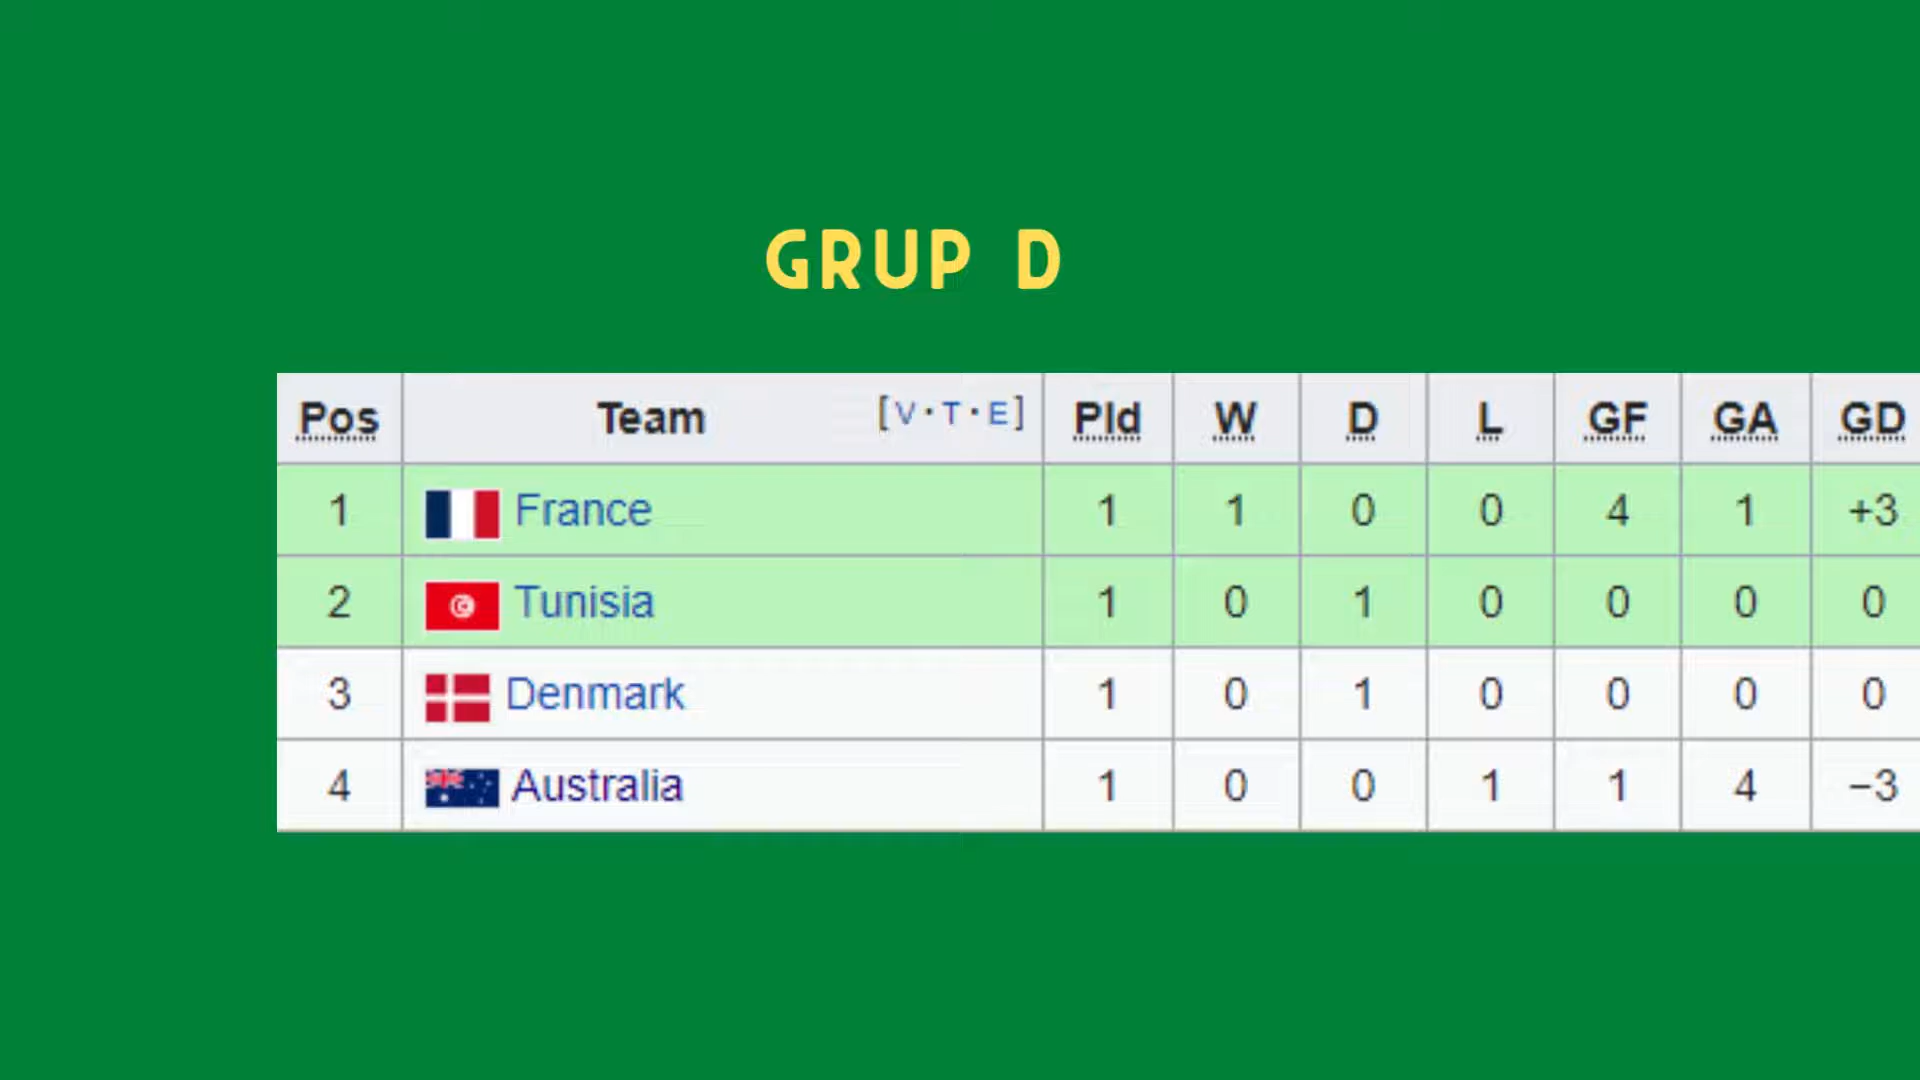 GRUP D
Pos Team [V·T·E] Pld W D L GF GA GD
1 France 1 1 0 0 4 1 +3
2 Tunisia 1 0 1 0 0 0 0
3 Denmark 1 0 1 0 0 0 0
4 Australia 1 0 0 1 1 4 −3